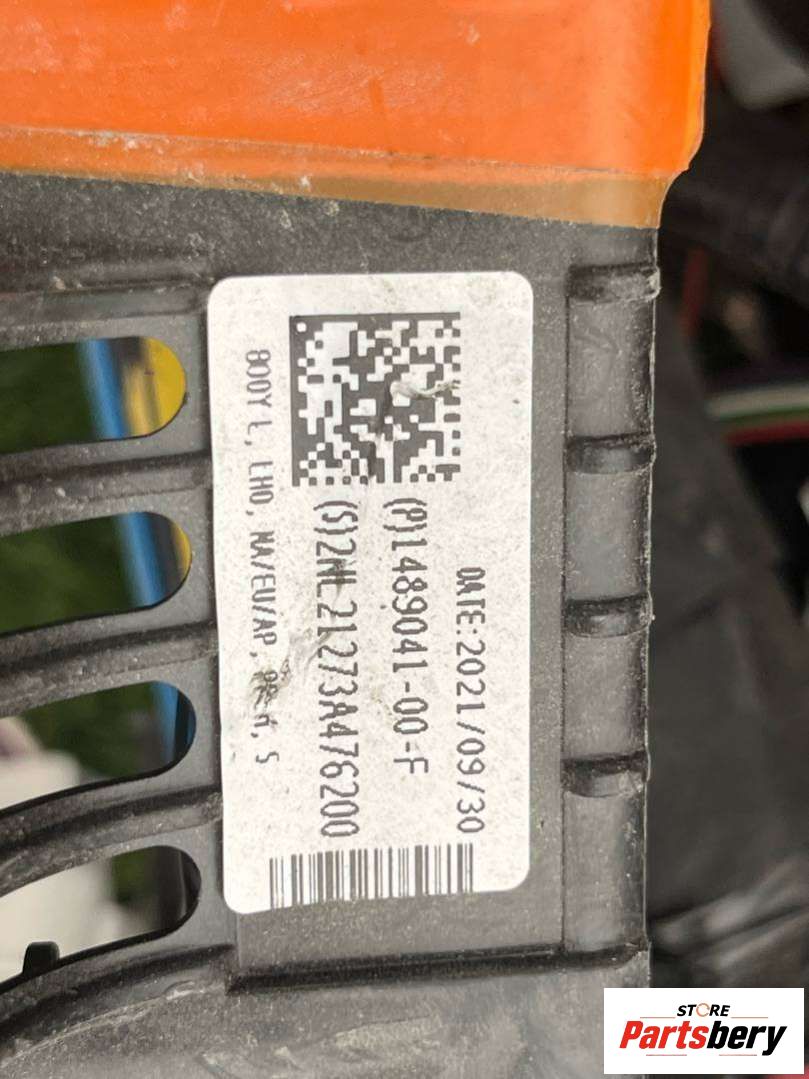 DATE:2021/09/30
(P)1489041-00-F
(S)2NL21273A476200
BODY L, LHD, NA/EU/AP, S
STORE
Partsbery